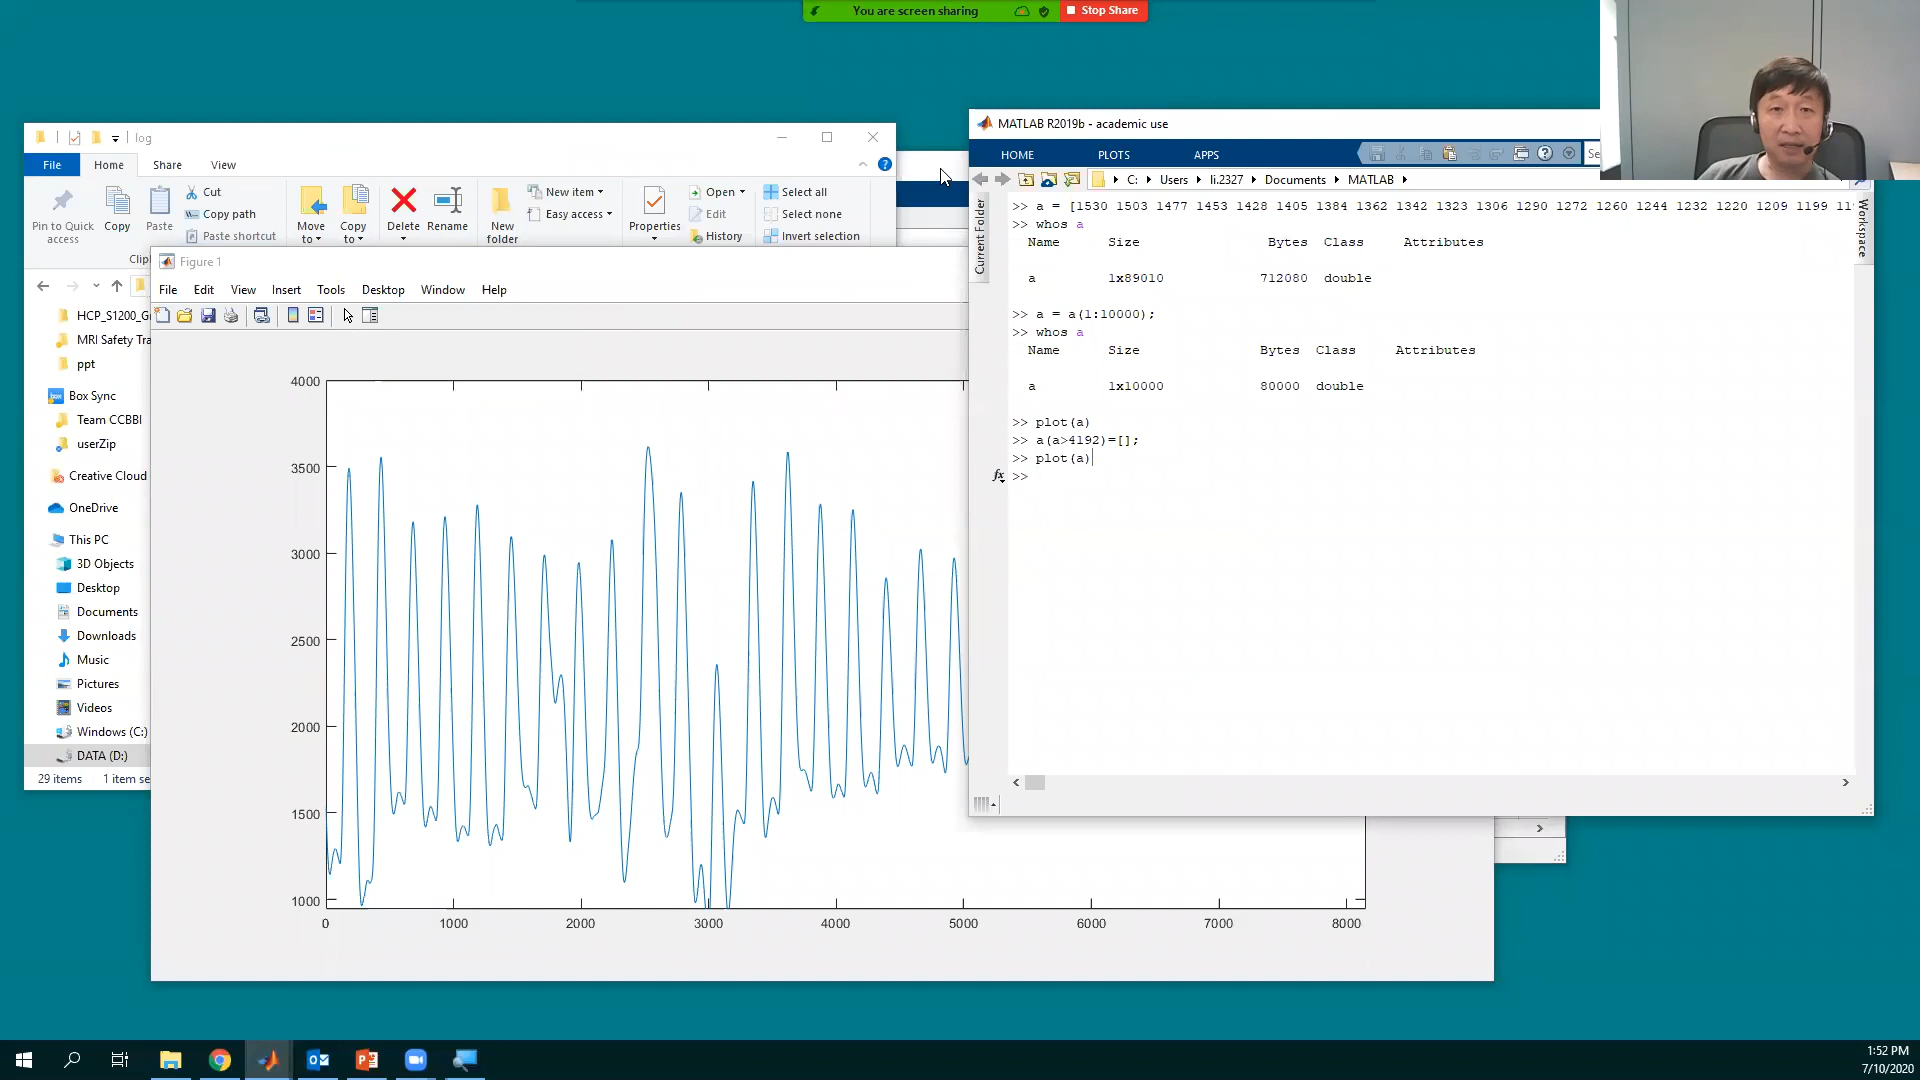 You are screen sharing
Stop Share
log
File Home Share View
Pin to Quick access
Copy
Paste
Cut
Copy path
Paste shortcut
Move to
Copy to
Delete
Rename
New folder
New item
Easy access
Properties
Open
Edit
History
Select all
Select none
Invert selection
MRI Safety Tra
ppt
Box Sync
Team CCBBI
userZip
Creative Cloud
OneDrive
This PC
3D Objects
Desktop
Documents
Downloads
Music
Pictures
Videos
Windows (C:)
DATA (D:)
29 items 1 item se
Figure 1
File Edit View Insert Tools Desktop Window Help
4000
3500
3000
2500
2000
1500
1000
0 1000 2000 3000 4000 5000 6000 7000 8000
MATLAB R2019b - academic use
HOME PLOTS APPS
C: Users li.2327 Documents MATLAB
Current Folder
Workspace
>> a = [1530 1503 1477 1453 1428 1405 1384 1362 1342 1323 1306 1290 1272 1260 1244 1232 1220 1209 1199 11
>> whos a
Name Size Bytes Class Attributes
a 1x89010 712080 double
>> a = a(1:10000);
>> whos a
Name Size Bytes Class Attributes
a 1x10000 80000 double
>> plot(a)
>> a(a>4192)=[];
>> plot(a)
fx >>
1:52 PM
7/10/2020